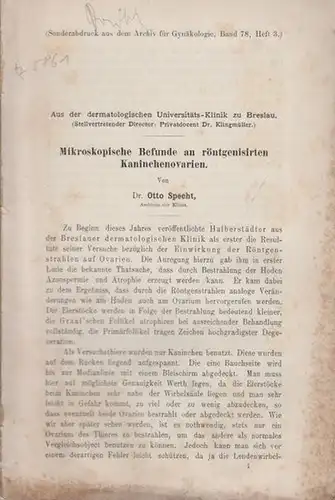 (Sonderabdruck aus dem Archiv für Gynäkologie. Band 78, Heft 3.)
Aus der dermatologischen Universitäts-Klinik zu Breslau.
(Stellvertretender Director: Privatdocent Dr. Klingmüller.)
Mikroskopische Befunde an röntgenisirten
Kaninchenovarien.
Von
Dr. Otto Specht,
Assistent der Klinik.
Zu Beginn dieses Jahres veröffentlichte Halberstädter aus
der Breslauer dermatologischen Klinik als erster die Resul-
tate seiner Versuche bezüglich der Einwirkung der Röntgen-
strahlen auf Ovarien. Die Anregung hierzu gab ihm in erster
Linie die bekannte Thatsache, dass durch Bestrahlung der Hoden
Azoospermie und Atrophie erzeugt werden kann. Er kam dabei
zu dem Ergebniss, dass durch die Röntgenstrahlen analoge Verän-
derungen wie am Hoden auch am Ovarium hervorgerufen werden.
Die Eierstöcke werden in Folge der Bestrahlung bedeutend kleiner,
die Graaf'schen Follikel atrophiren bei ausreichender Behandlung
vollständig, die Primärfollikel tragen Zeichen hochgradigster Dege-
neration.
Als Versuchsthiere wurden nur Kaninchen benutzt. Diese wurden
auf dem Rücken liegend aufgespannt. Die eine Bauchseite wird
bis zur Medianlinie mit einem Bleischirm abgedeckt. Man muss
hier auf möglichste Genauigkeit Werth legen, da die Eierstöcke
beim Kaninchen sehr nahe der Wirbelsäule liegen und man sehr
leicht in Gefahr kommt, zu viel oder zu wenig abzudecken, so
dass eventuell beide Ovarien bestrahlt oder abgedeckt werden. Wie
wir aber später sehen werden, ist es nothwendig, stets nur ein
Ovarium des Thieres zu bestrahlen, um das andere als normales
Vergleichsobject benutzen zu können. Jedoch kann man sich vor
einem derartigen Fehler leicht schützen, da ja die Lendenwirbel-
1